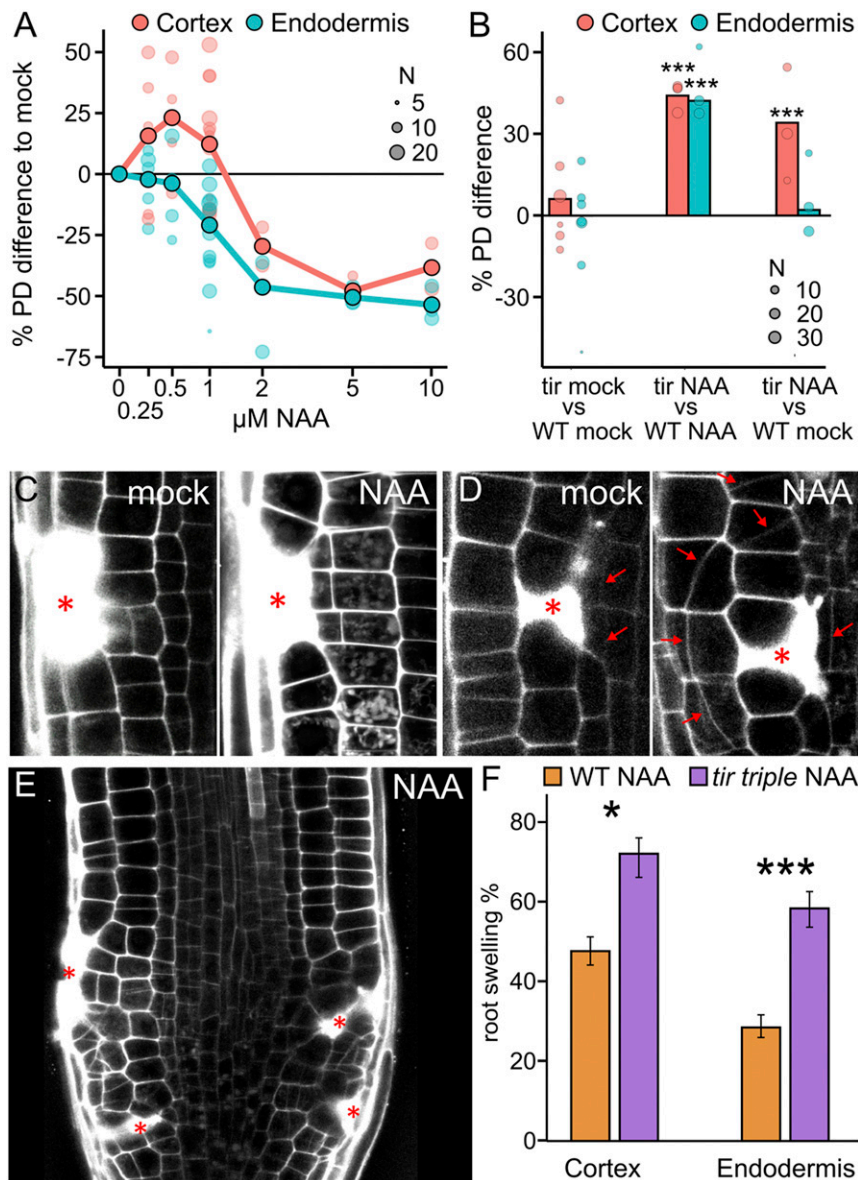 A
Cortex Endodermis
50
25
0
-25
-50
-75
% PD difference to mock
N
5
10
20
0 0.25 0.5 1 2 5 10
µM NAA
B
Cortex Endodermis
60
30
0
-30
% PD difference
*** *** ***
N
10
20
30
tir mock
vs
WT mock
tir NAA
vs
WT NAA
tir NAA
vs
WT mock
C
mock
*
NAA
*
D
mock
*
NAA
*
E
NAA
*
*
*
*
F
WT NAA tir triple NAA
80
60
40
20
0
root swelling %
*
***
Cortex Endodermis